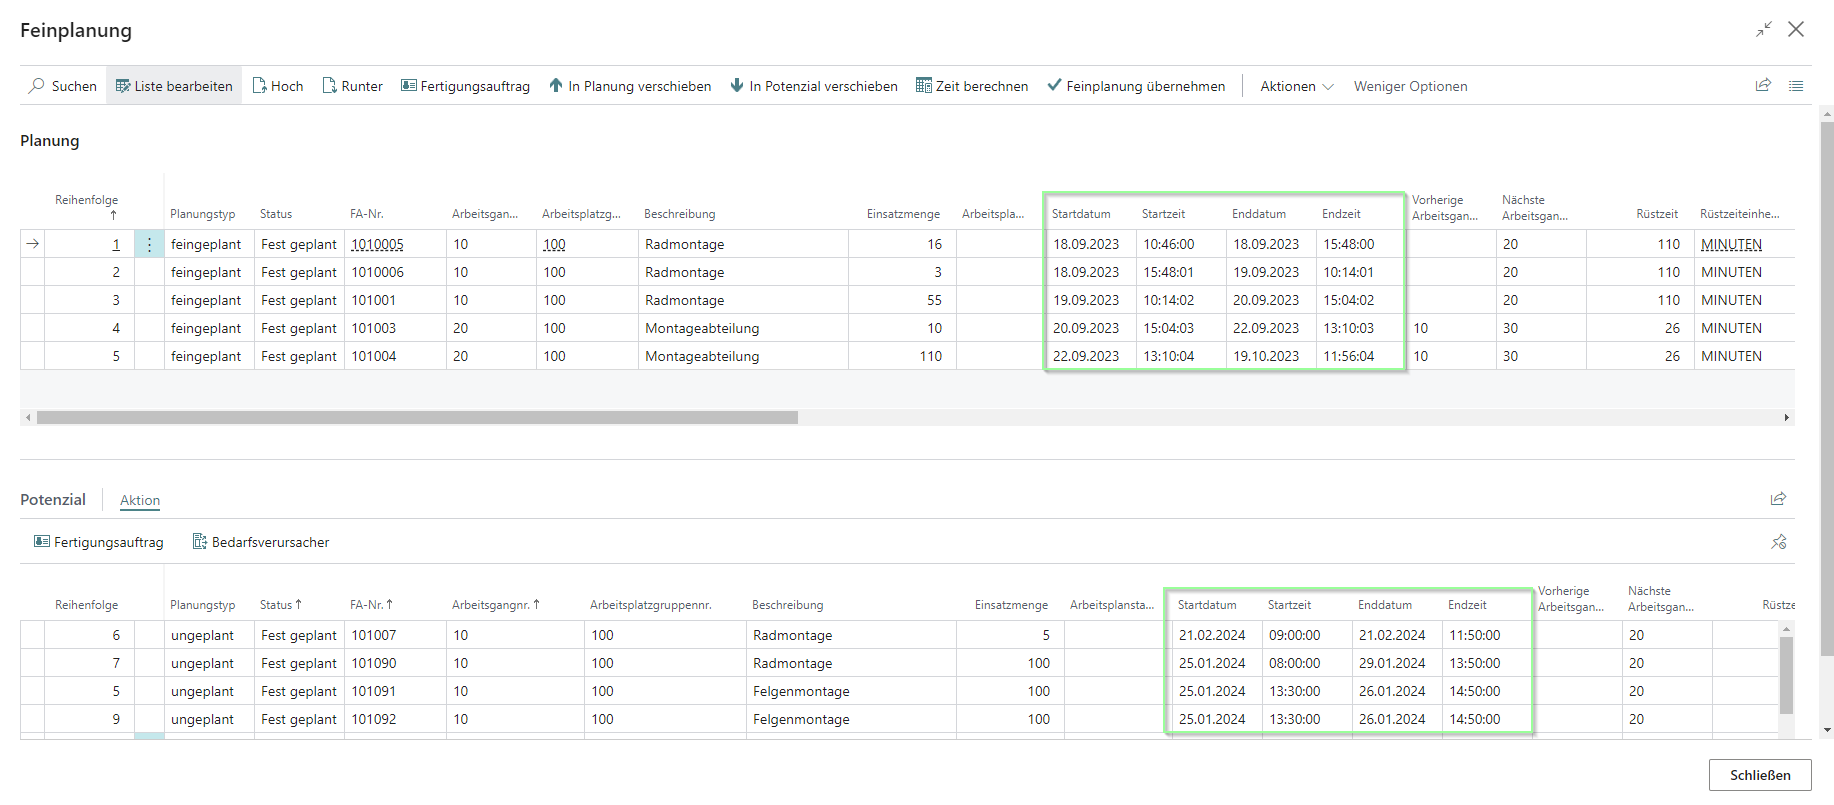 Feinplanung
Suchen Liste bearbeiten Hoch Runter Fertigungsauftrag In Planung verschieben In Potenzial verschieben Zeit berechnen Feinplanung übernehmen Aktionen Weniger Optionen
Planung
Reihenfolge ↑ Planungstyp Status FA-Nr. Arbeitsgan... Arbeitsplatzg... Beschreibung Einsatzmenge Arbeitspla... Startdatum Startzeit Enddatum Endzeit Vorherige Arbeitsgan... Nächste Arbeitsgan... Rüstzeit Rüstzeiteinhe...
1 feingeplant Fest geplant 1010005 10 100 Radmontage 16 18.09.2023 10:46:00 18.09.2023 15:48:00 20 110 MINUTEN
2 feingeplant Fest geplant 1010006 10 100 Radmontage 3 18.09.2023 15:48:01 19.09.2023 10:14:01 20 110 MINUTEN
3 feingeplant Fest geplant 101001 10 100 Radmontage 55 19.09.2023 10:14:02 20.09.2023 15:04:02 20 110 MINUTEN
4 feingeplant Fest geplant 101003 20 100 Montageabteilung 10 20.09.2023 15:04:03 22.09.2023 13:10:03 10 30 26 MINUTEN
5 feingeplant Fest geplant 101004 20 100 Montageabteilung 110 22.09.2023 13:10:04 19.10.2023 11:56:04 10 30 26 MINUTEN
Potenzial Aktion
Fertigungsauftrag Bedarfsverursacher
Reihenfolge Planungstyp Status ↑ FA-Nr. ↑ Arbeitsgangnr. ↑ Arbeitsplatzgruppennr. Beschreibung Einsatzmenge Arbeitsplansta... Startdatum Startzeit Enddatum Endzeit Vorherige Arbeitsgan... Nächste Arbeitsgan... Rüstze
6 ungeplant Fest geplant 101007 10 100 Radmontage 5 21.02.2024 09:00:00 21.02.2024 11:50:00 20
7 ungeplant Fest geplant 101090 10 100 Radmontage 100 25.01.2024 08:00:00 29.01.2024 13:50:00 20
5 ungeplant Fest geplant 101091 10 100 Felgenmontage 100 25.01.2024 13:30:00 26.01.2024 14:50:00 20
9 ungeplant Fest geplant 101092 10 100 Felgenmontage 100 25.01.2024 13:30:00 26.01.2024 14:50:00 20
Schließen